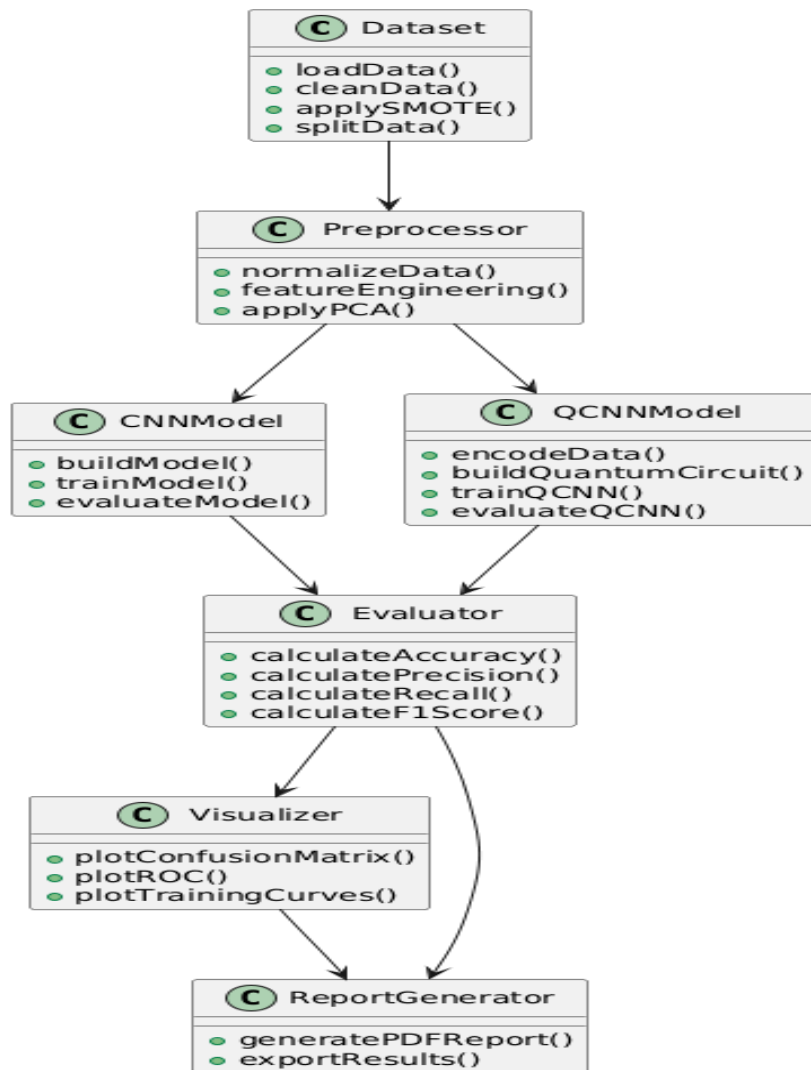 C Dataset
loadData()
cleanData()
applySMOTE()
splitData()
C Preprocessor
normalizeData()
featureEngineering()
applyPCA()
C CNNModel
buildModel()
trainModel()
evaluateModel()
C QCNNModel
encodeData()
buildQuantumCircuit()
trainQCNN()
evaluateQCNN()
C Evaluator
calculateAccuracy()
calculatePrecision()
calculateRecall()
calculateF1Score()
C Visualizer
plotConfusionMatrix()
plotROC()
plotTrainingCurves()
C ReportGenerator
generatePDFReport()
exportResults()